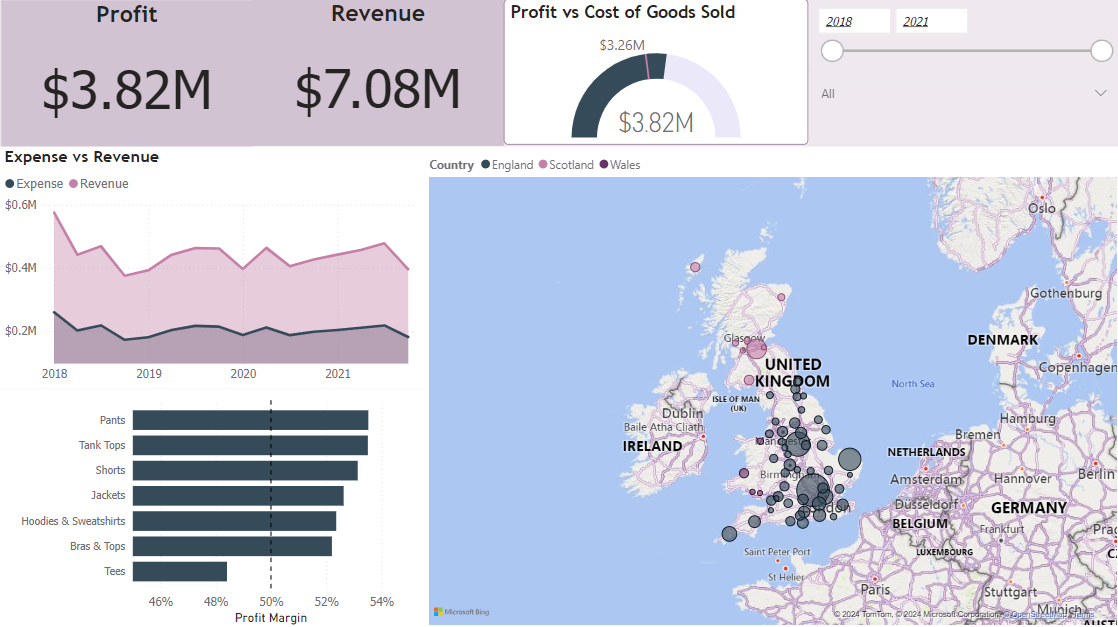 Profit
$3.82M
Revenue
$7.08M
Profit vs Cost of Goods Sold
$3.26M
$3.82M
2018
2021
All
Expense vs Revenue
Expense Revenue
$0.6M
$0.4M
$0.2M
2018 2019 2020 2021
Pants
Tank Tops
Shorts
Jackets
Hoodies & Sweatshirts
Bras & Tops
Tees
46% 48% 50% 52% 54%
Profit Margin
Country England Scotland Wales
Oslo
Gothenburg
Glasgow
DENMARK
UNITED
KINGDOM
Copenhagen
North Sea
ISLE OF MAN
(UK)
Dublin
Baile Atha Cliath
IRELAND
Hamburg
Bremen
NETHERLANDS
Amsterdam
Hannover
Berlin
Düsseldorf
GERMANY
BELGIUM
Frankfurt
LUXEMBOURG
Saint Peter Port
St Helier
Paris
Stuttgart
Munich
Microsoft Bing
© 2024 TomTom, © 2024 Microsoft Corporation, © OpenStreetMap Terms